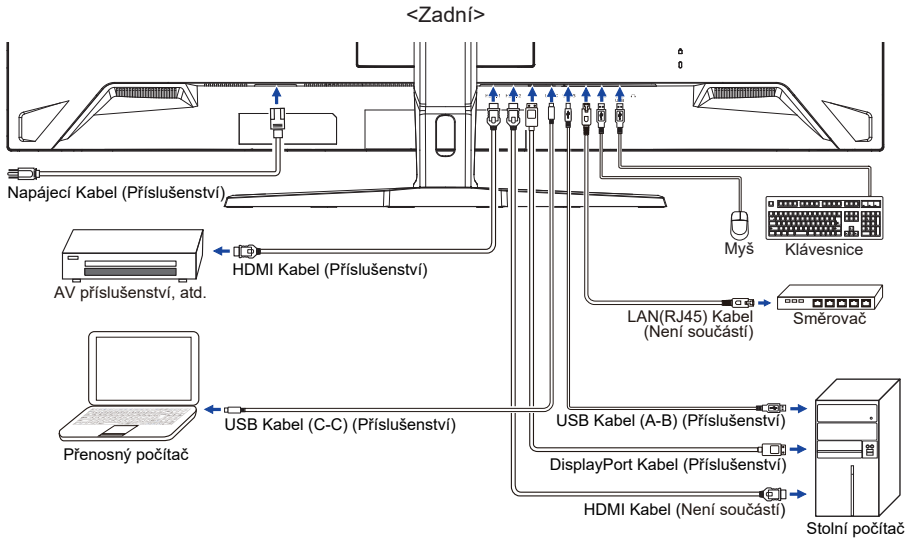 <Zadní>
Napájecí Kabel (Příslušenství)
HDMI Kabel (Příslušenství)
AV příslušenství, atd.
Myš
Klávesnice
LAN(RJ45) Kabel
(Není součástí)
Směrovač
USB Kabel (C-C) (Příslušenství)
Přenosný počítač
USB Kabel (A-B) (Příslušenství)
DisplayPort Kabel (Příslušenství)
HDMI Kabel (Není součástí)
Stolní počítač